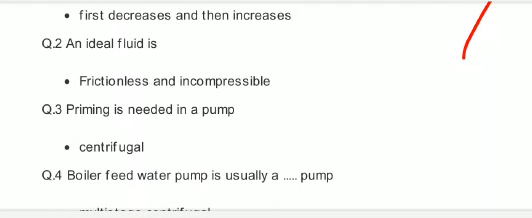 • first decreases and then increases
Q.2 An ideal fluid is
• Frictionless and incompressible
Q.3 Priming is needed in a pump
• centrifugal
Q.4 Boiler feed water pump is usually a ..... pump